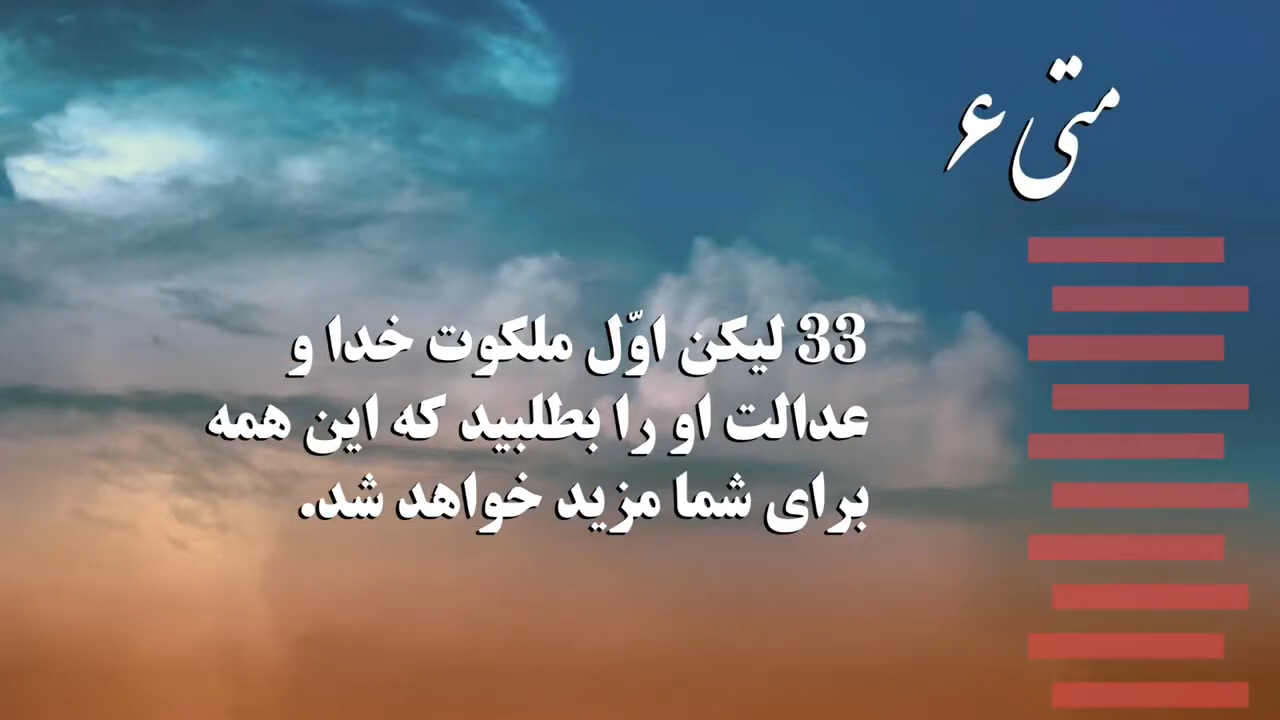 متی ۶
33 لیکن اوّل ملکوت خدا و
عدالت او را بطلبید که این همه
برای شما مزید خواهد شد.